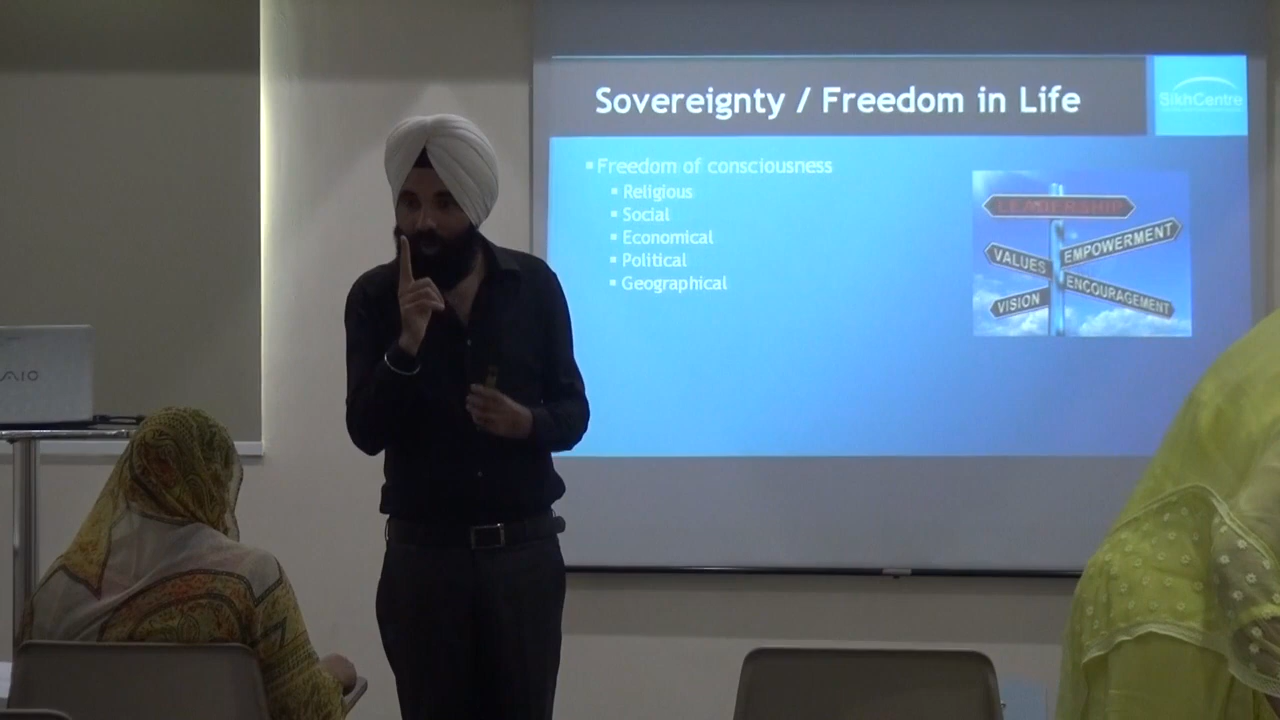 Sovereignty / Freedom in Life
SikhCentre
▪Freedom of consciousness
▪ Religious
▪ Social
▪ Economical
▪ Political
▪ Geographical
LEADERSHIP
EMPOWERMENT
VALUES
ENCOURAGEMENT
VISION
VAIO